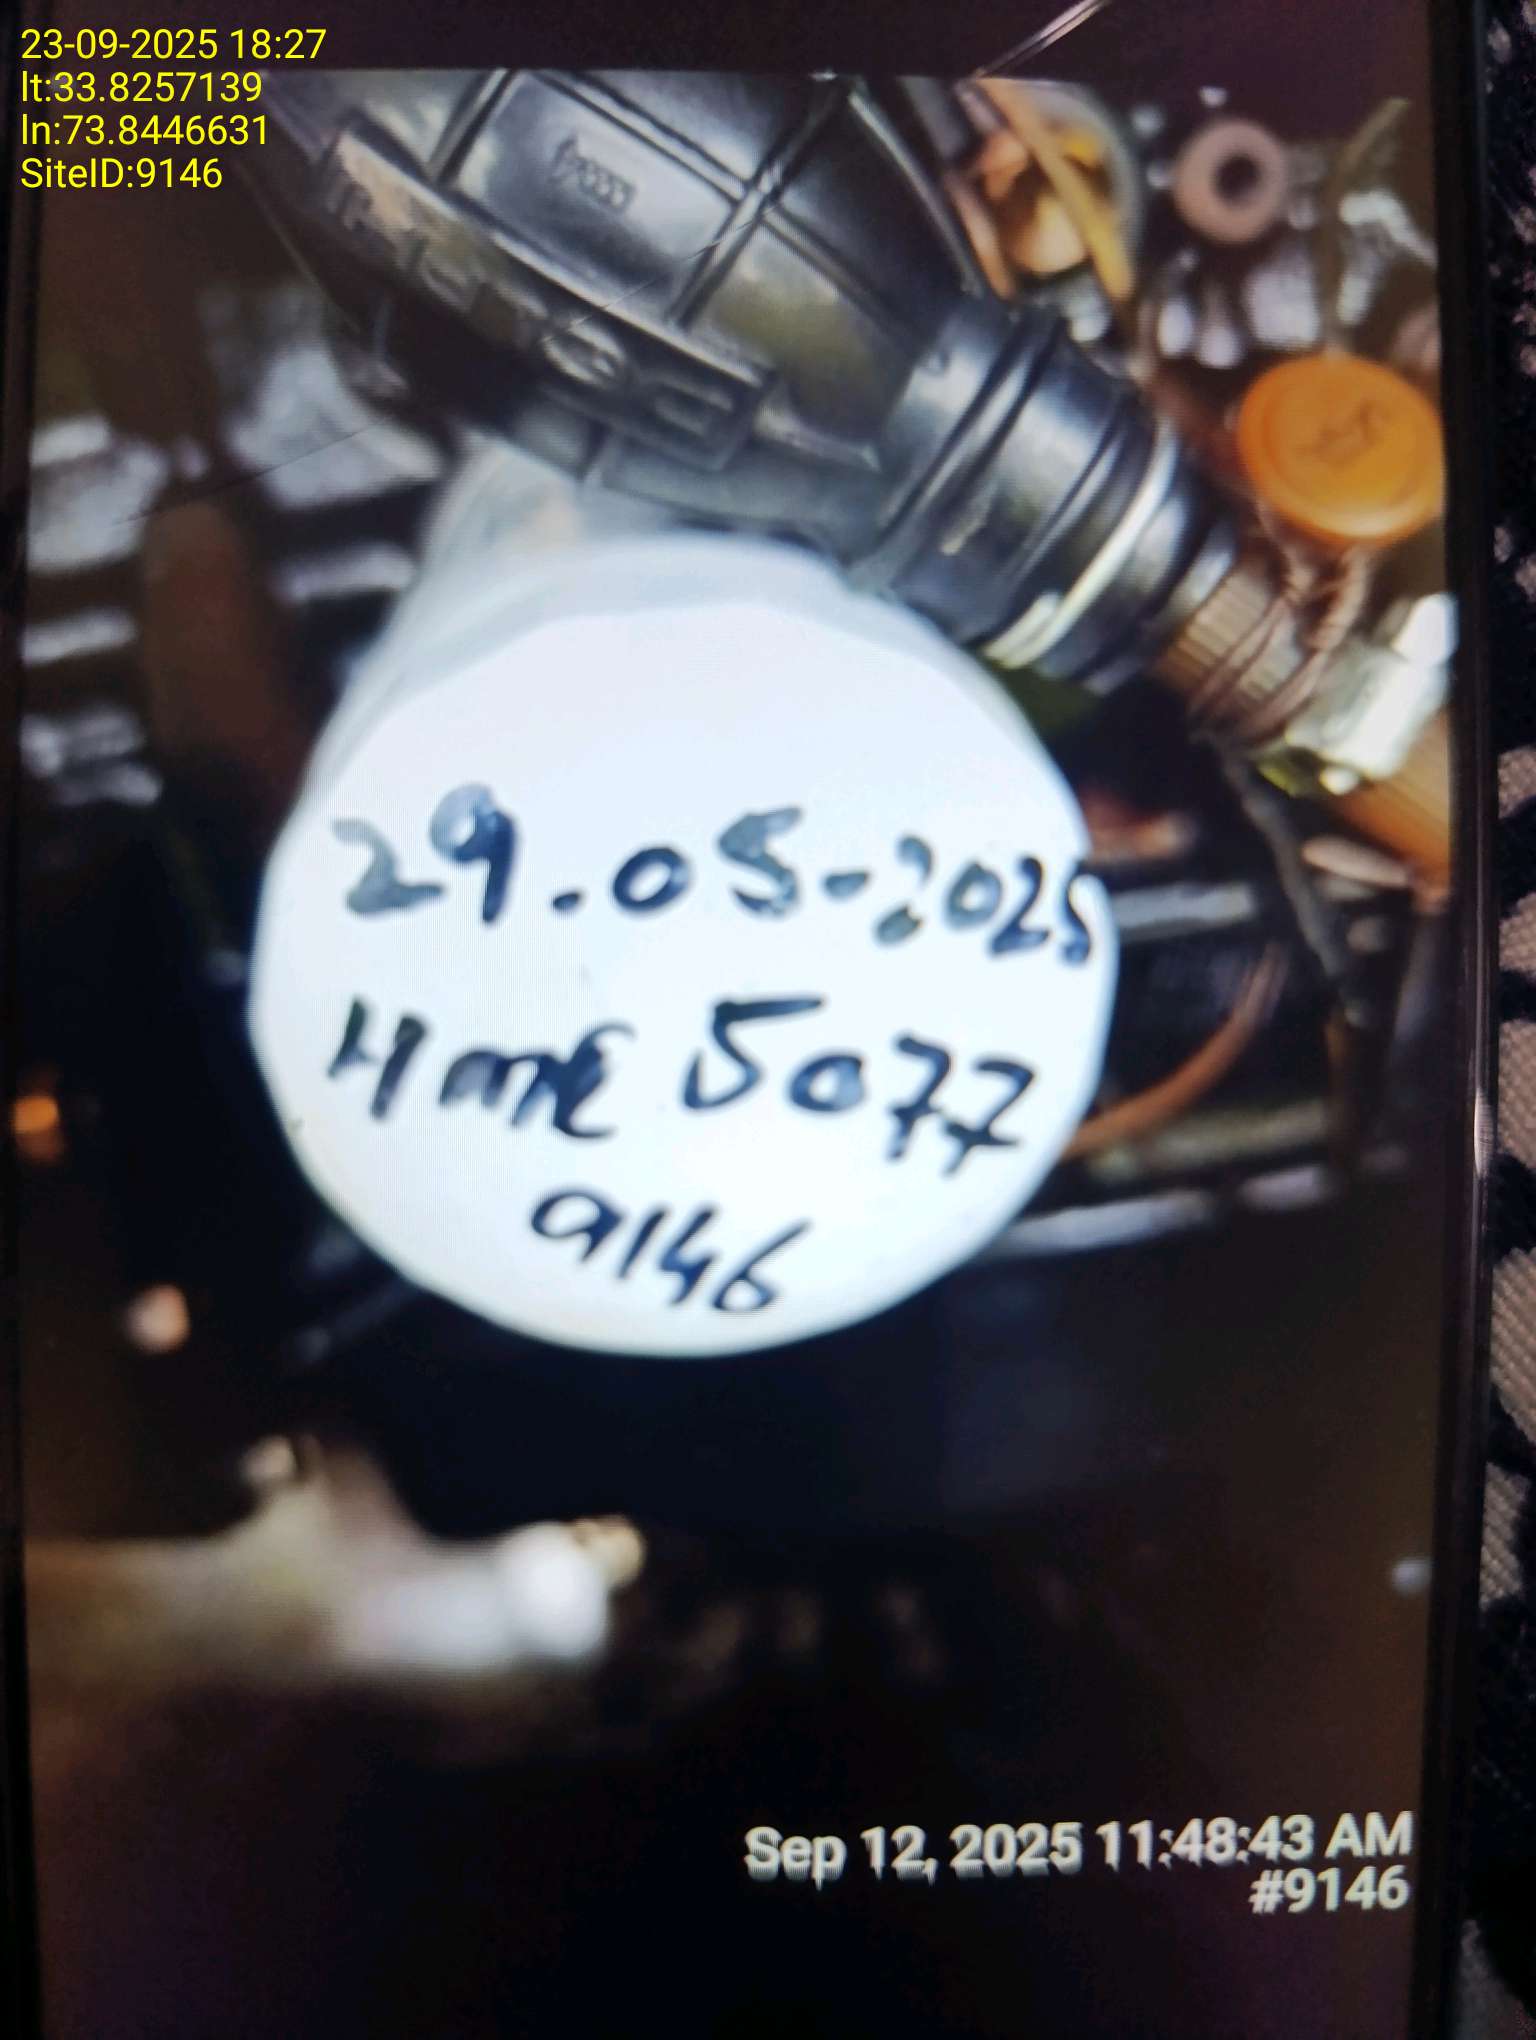 23-09-2025 18:27
lt:33.8257139
ln:73.8446631
SiteID:9146
29.05-2025
5077
9146
Sep 12, 2025 11:48:43 AM
#9146